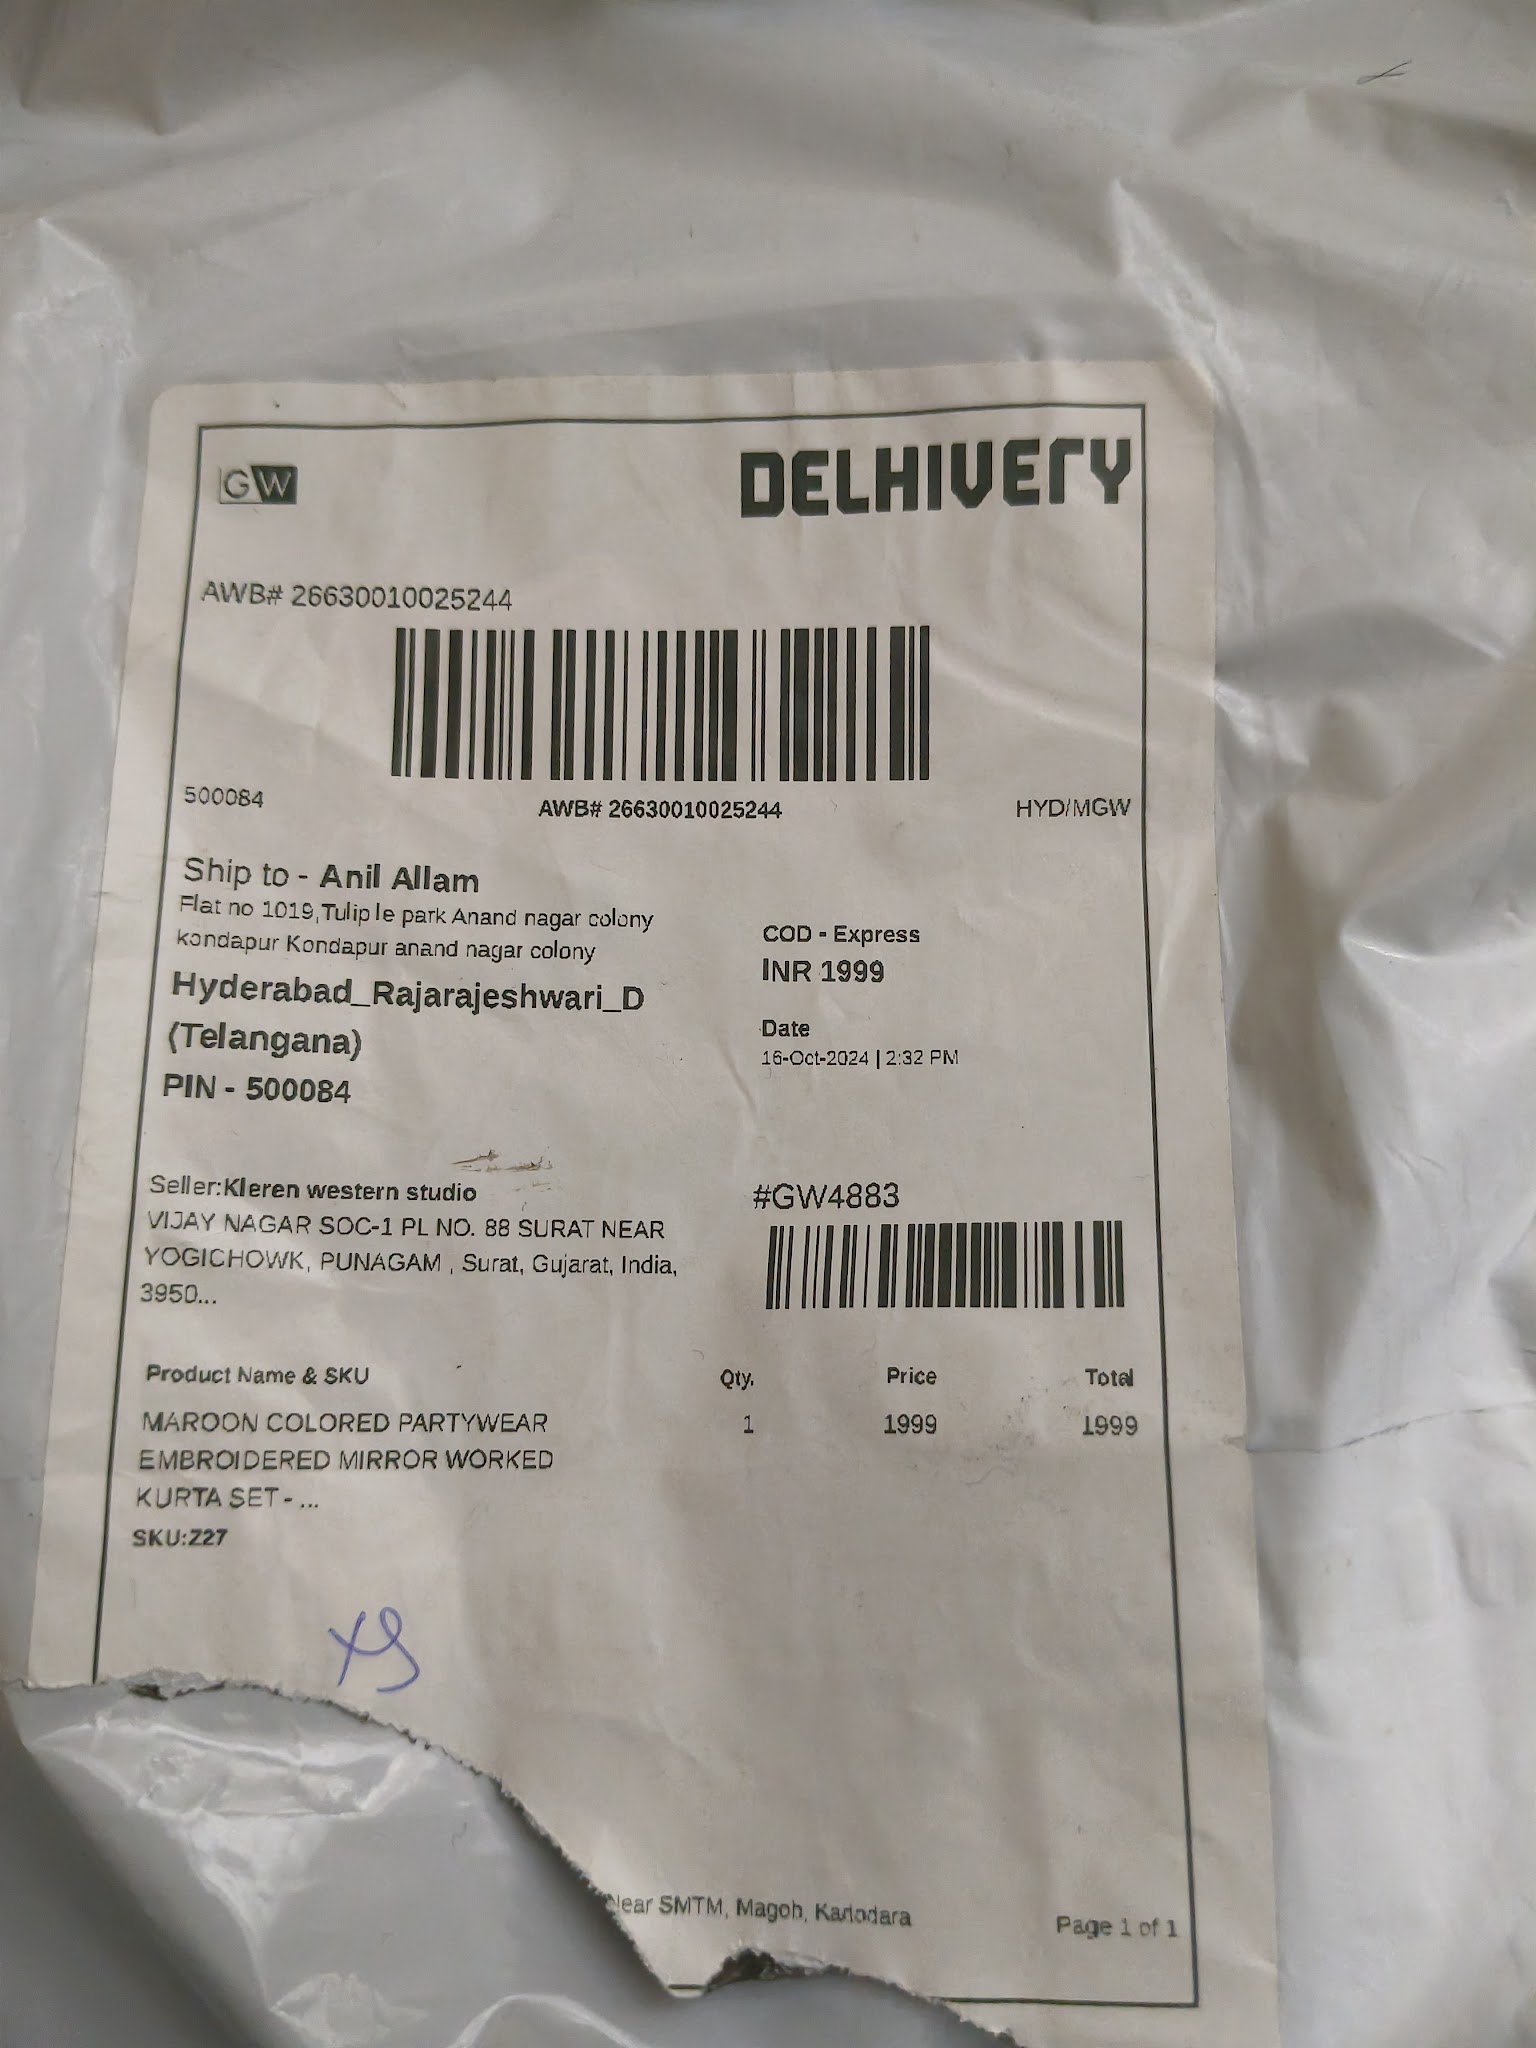 GW
DELHIVERY
AWB# 26630010025244
500084
AWB# 26630010025244
HYD/MGW
Ship to - Anil Allam
Flat no 1019,Tulip le park Anand nagar colony
kondapur Kondapur anand nagar colony
Hyderabad_Rajarajeshwari_D
(Telangana)
PIN - 500084
COD - Express
INR 1999
Date
16-Oct-2024 | 2:32 PM
Seller:Kleren western studio
VIJAY NAGAR SOC-1 PL NO. 88 SURAT NEAR
YOGICHOWK, PUNAGAM , Surat, Gujarat, India,
3950...
#GW4883
Product Name & SKU Qty. Price Total
MAROON COLORED PARTYWEAR 1 1999 1999
EMBROIDERED MIRROR WORKED
KURTA SET - ...
SKU:Z27
XS
Near SMTM, Magob, Karlodara
Page 1 of 1